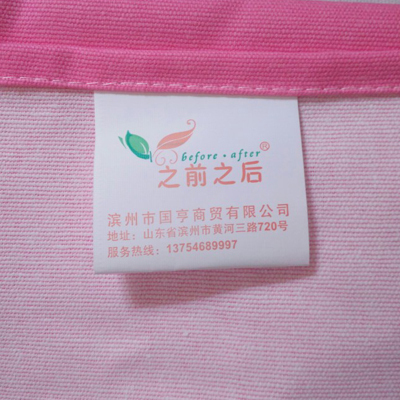 before·after®
之前之后
滨州市国亨商贸有限公司
地址：山东省滨州市黄河三路720号
服务热线：13754689997